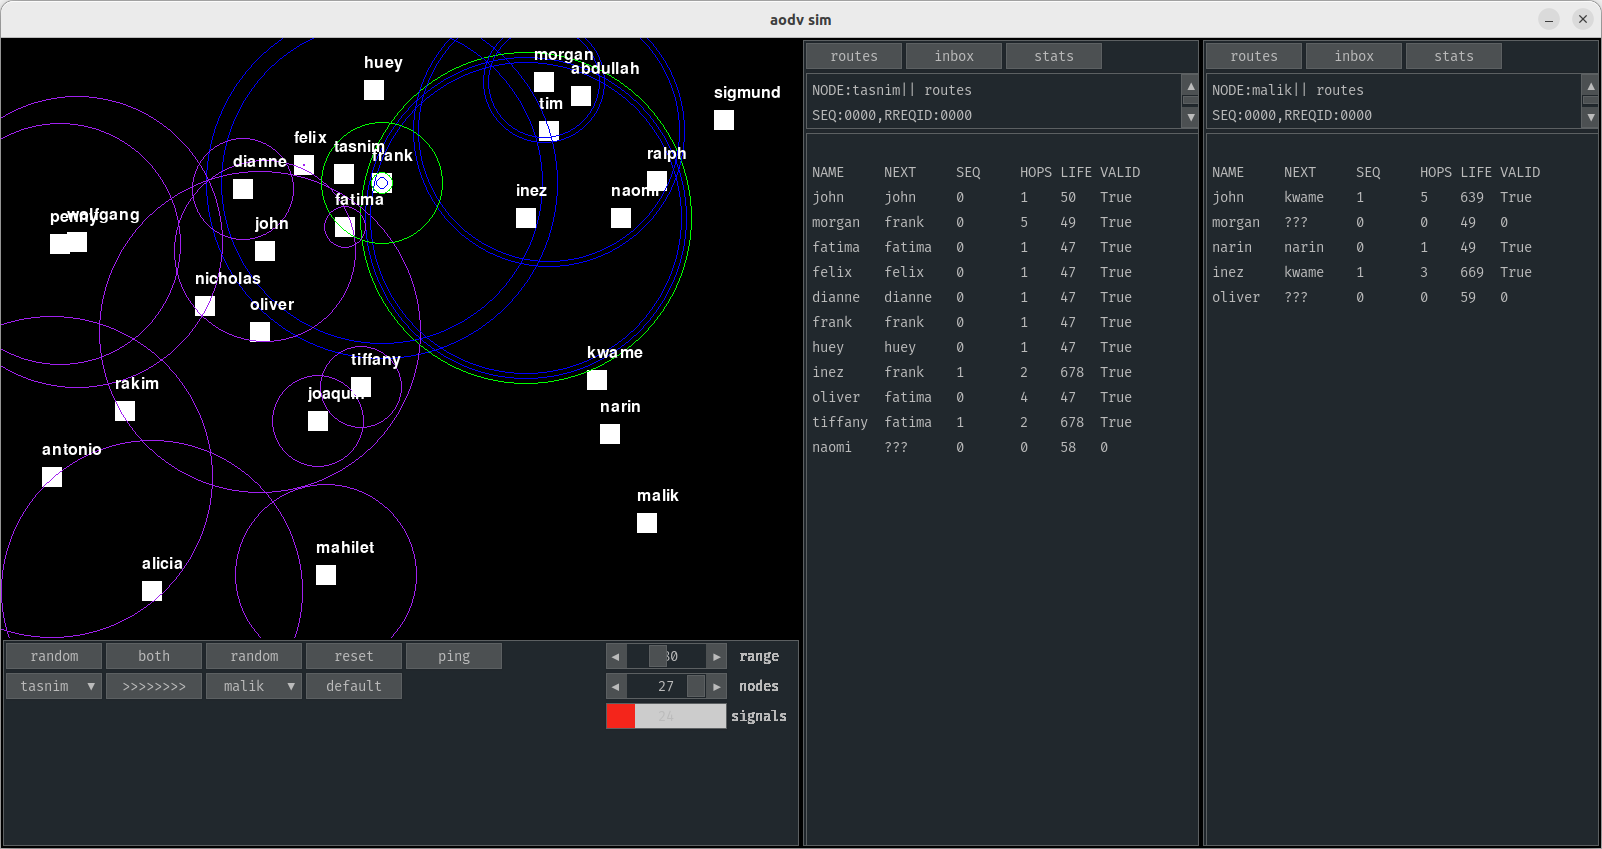 aodv sim
huey
morgan
abdullah
tim
sigmund
felix
tasnim
frank
dianne
ralph
inez
naomi
fatima
wolfgang
john
nicholas
oliver
tiffany
kwame
rakim
joaquin
narin
antonio
malik
mahilet
alicia
random both random reset ping
tasnim ▼ >>>>>>>> malik ▼ default
◀ ▶ range
◀ 27 ▶ nodes
24 signals
routes inbox stats
NODE:tasnim|| routes
SEQ:0000,RREQID:0000
NAME NEXT SEQ HOPS LIFE VALID
john john 0 1 50 True
morgan frank 0 5 49 True
fatima fatima 0 1 47 True
felix felix 0 1 47 True
dianne dianne 0 1 47 True
frank frank 0 1 47 True
huey huey 0 1 47 True
inez frank 1 2 678 True
oliver fatima 0 4 47 True
tiffany fatima 1 2 678 True
naomi ??? 0 0 58 0
routes inbox stats
NODE:malik|| routes
SEQ:0000,RREQID:0000
NAME NEXT SEQ HOPS LIFE VALID
john kwame 1 5 639 True
morgan ??? 0 0 49 0
narin narin 0 1 49 True
inez kwame 1 3 669 True
oliver ??? 0 0 59 0